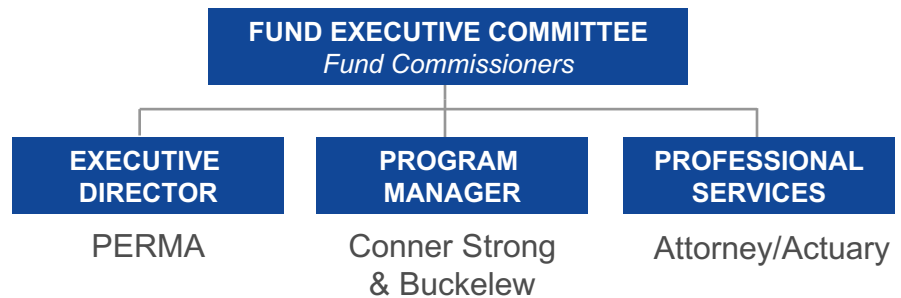 FUND EXECUTIVE COMMITTEE
Fund Commissioners
EXECUTIVE
DIRECTOR
PERMA
PROGRAM
MANAGER
Conner Strong
& Buckelew
PROFESSIONAL
SERVICES
Attorney/Actuary